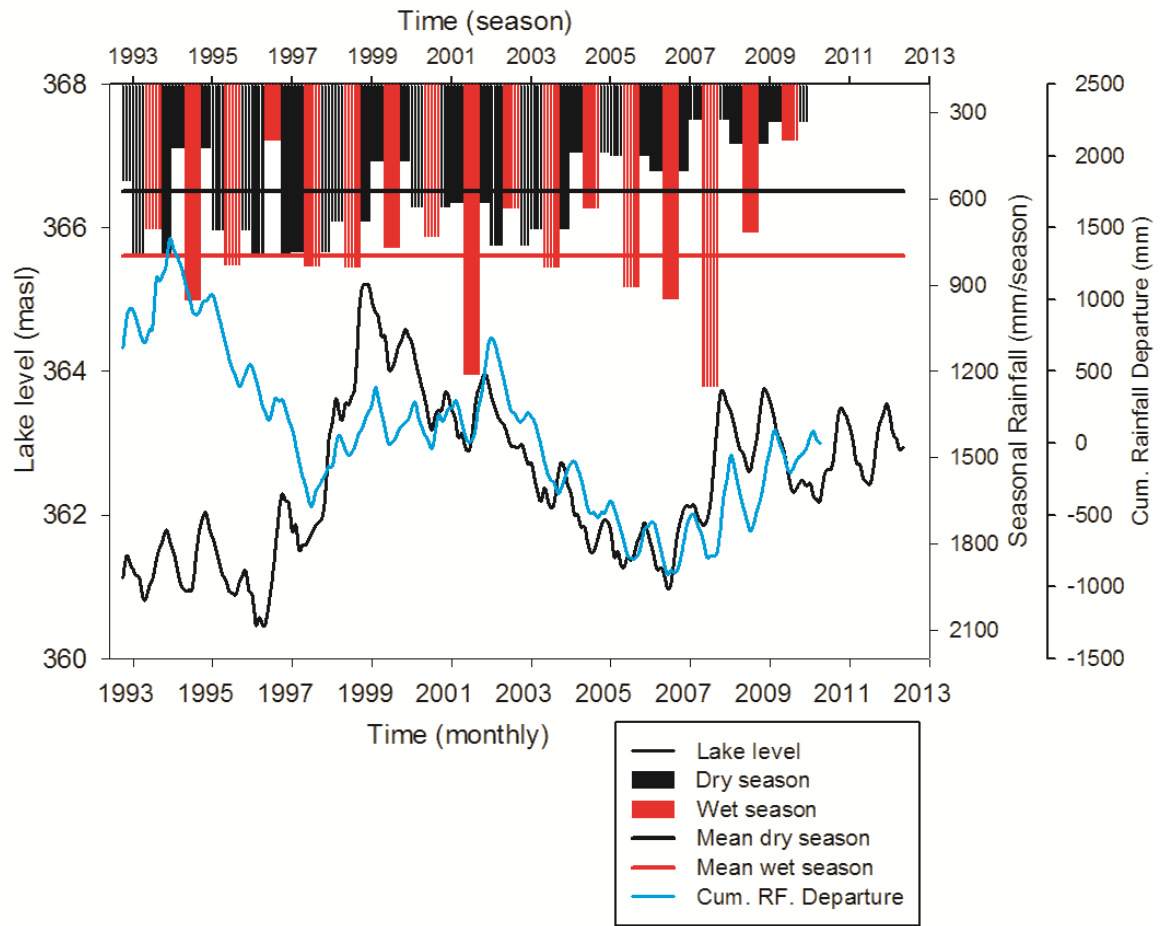 Time (season)
1993 1995 1997 1999 2001 2003 2005 2007 2009 2011 2013
Lake level (masl)
368
366
364
362
360
300
600
900
1200
1500
1800
2100
Seasonal Rainfall (mm/season)
2500
2000
1500
1000
500
0
-500
-1000
-1500
Cum. Rainfall Departure (mm)
1993 1995 1997 1999 2001 2003 2005 2007 2009 2011 2013
Time (monthly)
Lake level
Dry season
Wet season
Mean dry season
Mean wet season
Cum. RF. Departure